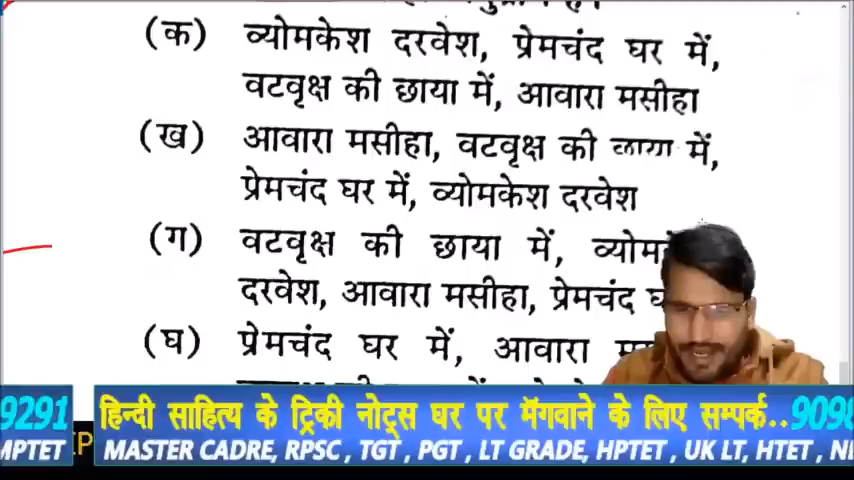 (क) व्योमकेश दरवेश, प्रेमचंद घर में,
वटवृक्ष की छाया में, आवारा मसीहा
(ख) आवारा मसीहा, वटवृक्ष की छाया में,
प्रेमचंद घर में, व्योमकेश दरवेश
(ग) वटवृक्ष की छाया में,
दरवेश, आवारा मसीहा, प्रेमचंद
(घ) प्रेमचंद घर में, आवारा
9291 हिन्दी साहित्य के ट्रिकी नोट्स घर पर मॅगवाने के लिए सम्पर्क..9098
MPTET MASTER CADRE, RPSC , TGT , PGT , LT GRADE, HPTET , UK LT, HTET ,